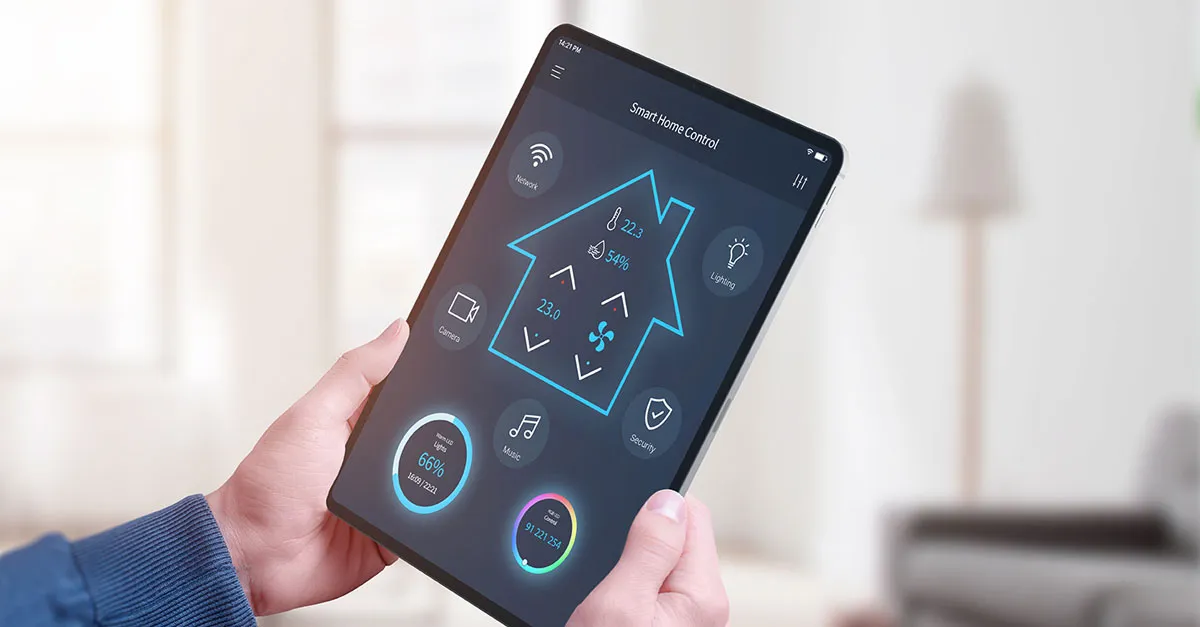 14:21 PM
Smart Home Control
Network
22.3
54%
Lighting
23.0
Camera
Music
Security
Warm LED
Lights
66%
16:09 / 22:21
RGB LED
Control
91 221 254